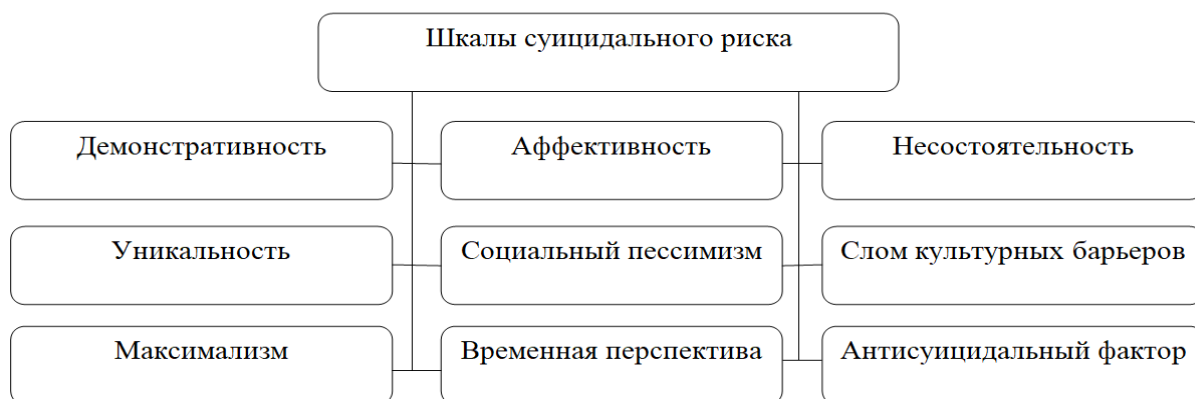 Шкалы суицидального риска
Демонстративность
Аффективность
Несостоятельность
Уникальность
Социальный пессимизм
Слом культурных барьеров
Максимализм
Временная перспектива
Антисуицидальный фактор